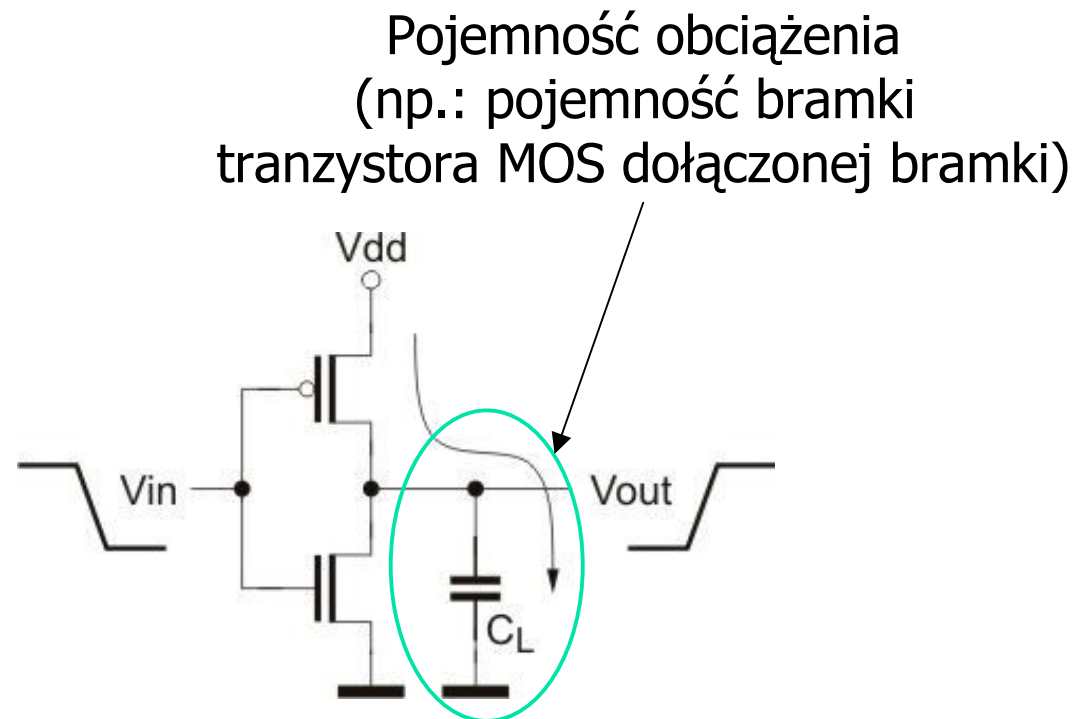 Pojemność obciążenia
(np.: pojemność bramki
tranzystora MOS dołączonej bramki)
Vdd
Vin
Vout
CL